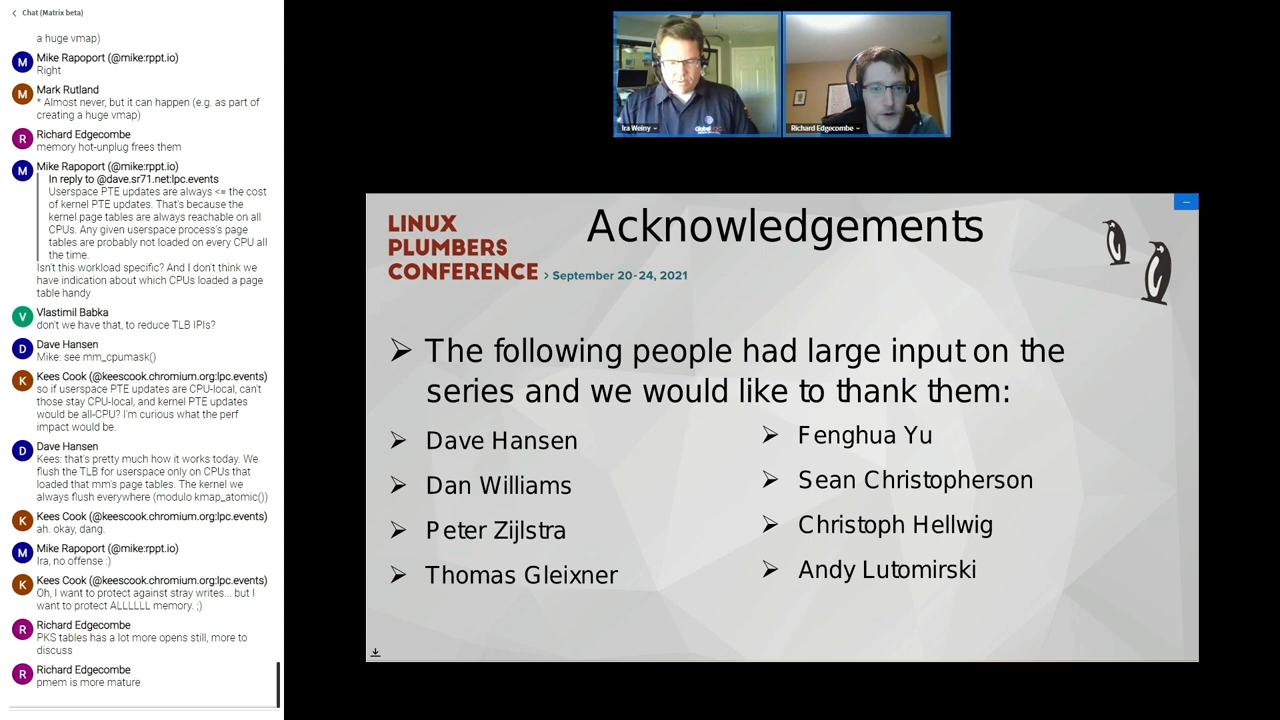 Chat (Matrix beta)
a huge vmap)
M
Mike Rapoport (@mike:rppt.io)
Right
M
Mark Rutland
* Almost never, but it can happen (e.g. as part of
creating a huge vmap)
R
Richard Edgecombe
memory hot-unplug frees them
M
Mike Rapoport (@mike:rppt.io)
In reply to @dave.sr71.net:lpc.events
Userspace PTE updates are always <= the cost
of kernel PTE updates. That's because the
kernel page tables are always reachable on all
CPUs. Any given userspace process's page
tables are probably not loaded on every CPU all
the time.
Isn't this workload specific? And I don't think we
have indication about which CPUs loaded a page
table handy
V
Vlastimil Babka
don't we have that, to reduce TLB IPIs?
D
Dave Hansen
Mike: see mm_cpumask()
K
Kees Cook (@keescook.chromium.org:lpc.events)
so if userspace PTE updates are CPU-local, can't
those stay CPU-local, and kernel PTE updates
would be all-CPU? I'm curious what the perf
impact would be.
D
Dave Hansen
Kees: that's pretty much how it works today. We
flush the TLB for userspace only on CPUs that
loaded that mm's page tables. The kernel we
always flush everywhere (modulo kmap_atomic())
K
Kees Cook (@keescook.chromium.org:lpc.events)
ah. okay, dang.
M
Mike Rapoport (@mike:rppt.io)
Ira, no offense :)
K
Kees Cook (@keescook.chromium.org:lpc.events)
Oh, I want to protect against stray writes... but I
want to protect ALLLLLL memory. ;)
R
Richard Edgecombe
PKS tables has a lot more opens still, more to
discuss
R
Richard Edgecombe
pmem is more mature
Ira Weiny
Richard Edgecombe
LINUX
PLUMBERS
CONFERENCE > September 20-24, 2021
Acknowledgements
The following people had large input on the
series and we would like to thank them:
Dave Hansen
Dan Williams
Peter Zijlstra
Thomas Gleixner
Fenghua Yu
Sean Christopherson
Christoph Hellwig
Andy Lutomirski